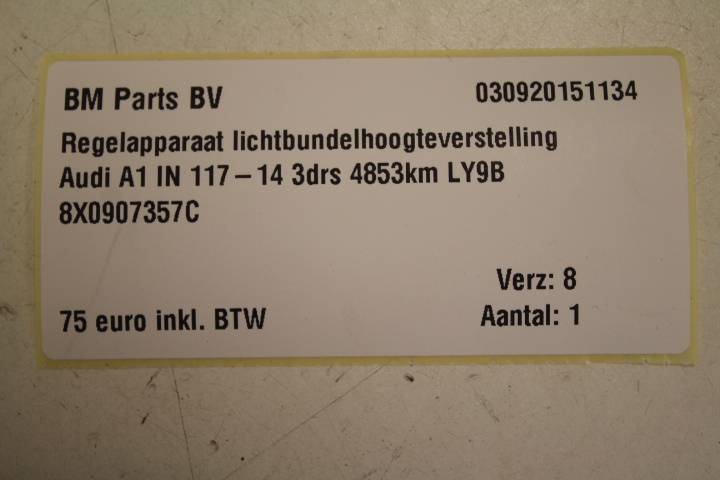 BM Parts BV 030920151134
Regelapparaat lichtbundelhoogteverstelling
Audi A1 IN 117 – 14 3drs 4853km LY9B
8X0907357C
Verz: 8
75 euro inkl. BTW Aantal: 1